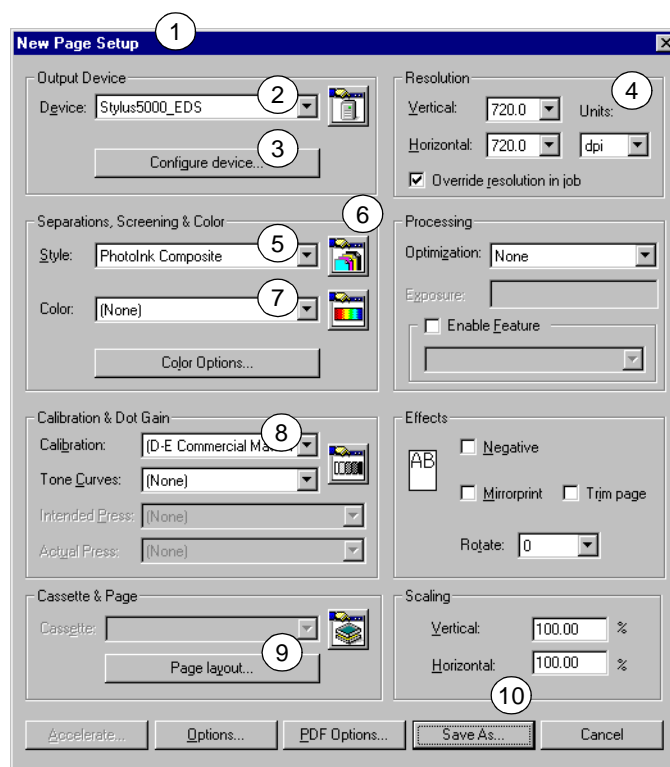 1
New Page Setup
Output Device
Device: Stylus5000_EDS 2
Configure device... 3
Resolution
Vertical: 720.0 Units: 4
Horizontal: 720.0 dpi
Override resolution in job
Separations, Screening & Color 6
Style: PhotoInk Composite 5
Color: (None) 7
Color Options...
Processing
Optimization: None
Exposure:
Enable Feature
Calibration & Dot Gain
Calibration: (D-E Commercial 8
Tone Curves: (None)
Intended Press: (None)
Actual Press: (None)
Effects
AB
Negative
Mirrorprint Trim page
Rotate: 0
Cassette & Page
Cassette:
Page layout... 9
Scaling
Vertical: 100.00 %
Horizontal: 100.00 %
10
Accelerate... Options... PDF Options... Save As... Cancel